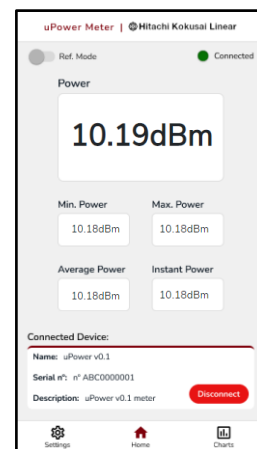 uPower Meter | Hitachi Kokusai Linear
Ref. Mode Connected
Power
10.19dBm
Min. Power Max. Power
10.18dBm 10.18dBm
Average Power Instant Power
10.18dBm 10.18dBm
Connected Device:
Name: uPower v0.1
Serial nº: nº ABC0000001
Description: uPower v0.1 meter Disconnect
Settings Home Charts